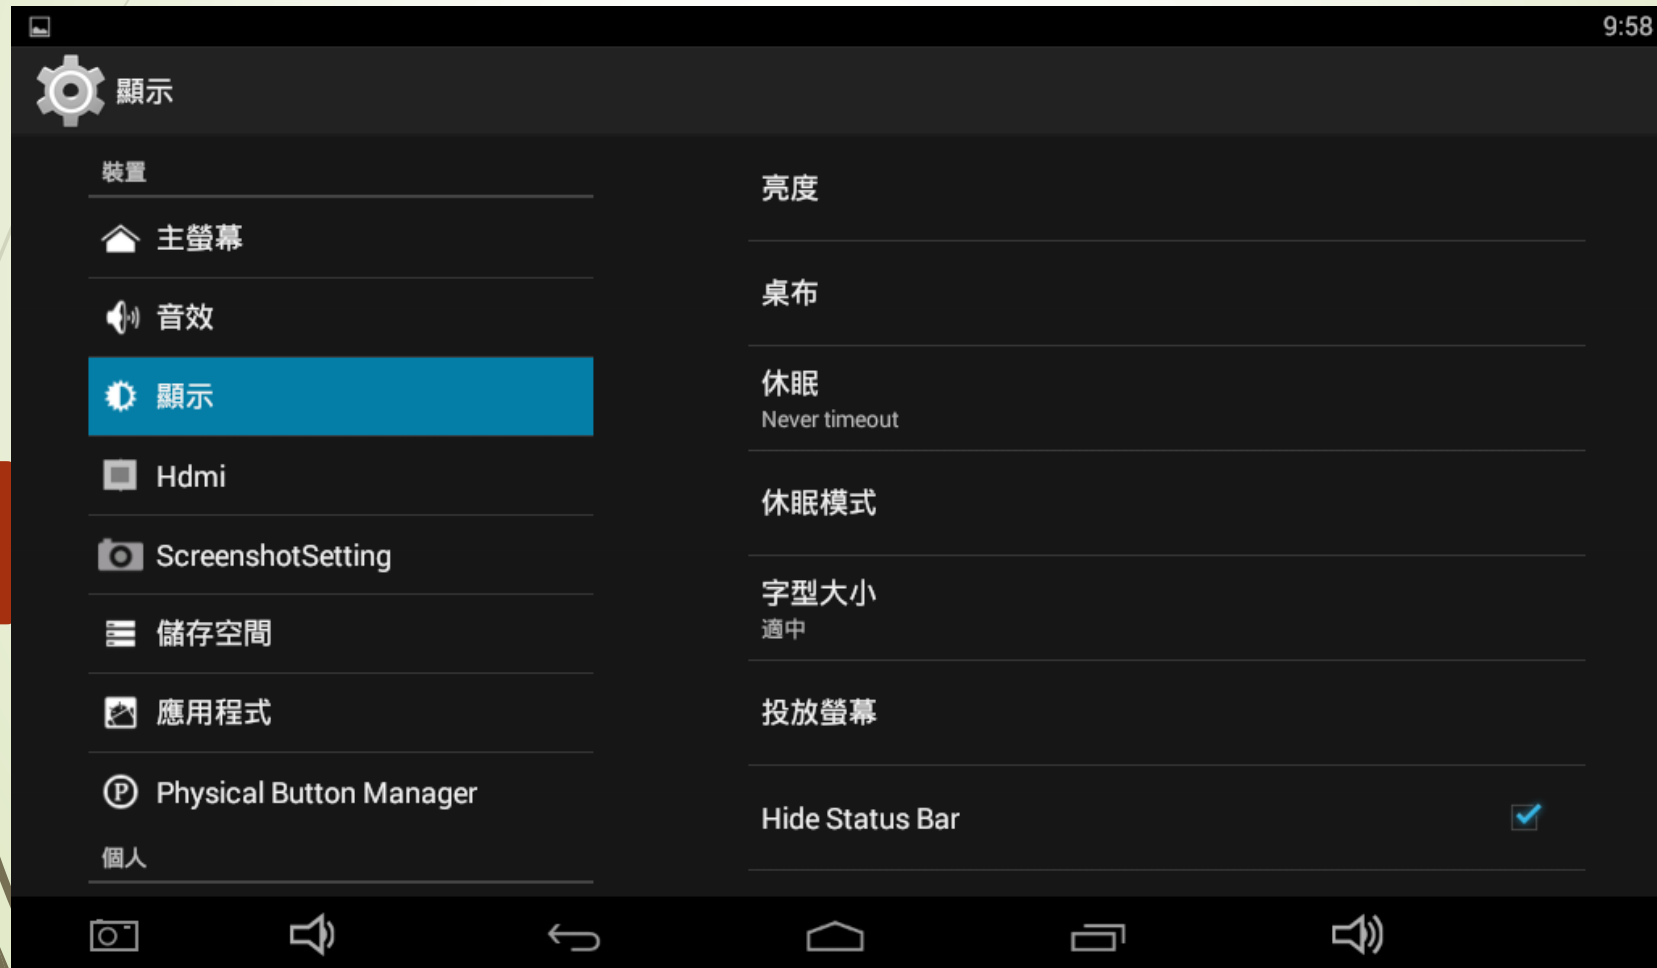 9:58
顯示
裝置
主螢幕
音效
顯示
Hdmi
ScreenshotSetting
儲存空間
應用程式
P
Physical Button Manager
個人
亮度
桌布
休眠
Never timeout
休眠模式
字型大小
適中
投放螢幕
Hide Status Bar